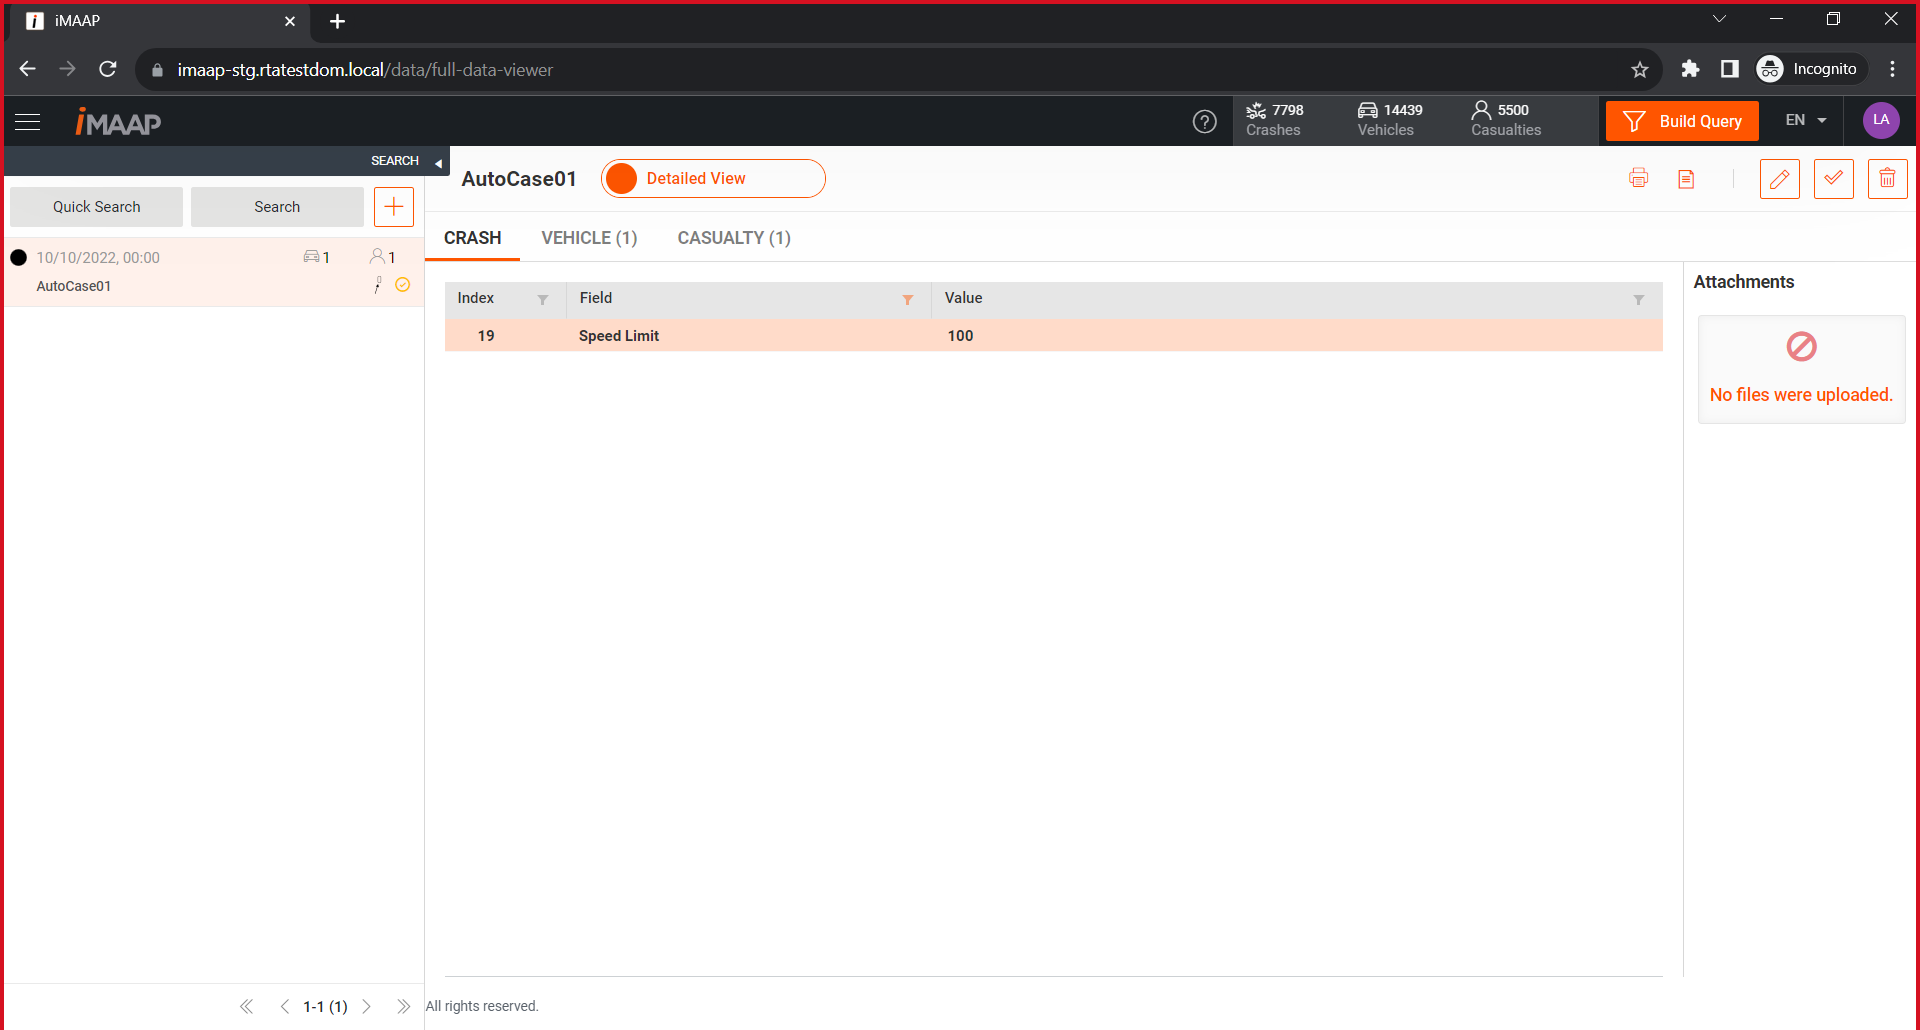 iMAAP
imaap-stg.rtatestdom.local/data/full-data-viewer
Incognito
iMAAP
7798
Crashes
14439
Vehicles
5500
Casualties
Build Query
EN
LA
SEARCH
Quick Search
Search
10/10/2022, 00:00
1
1
AutoCase01
AutoCase01
Detailed View
CRASH
VEHICLE (1)
CASUALTY (1)
Index
Field
Value
19
Speed Limit
100
Attachments
No files were uploaded.
1-1 (1)
All rights reserved.